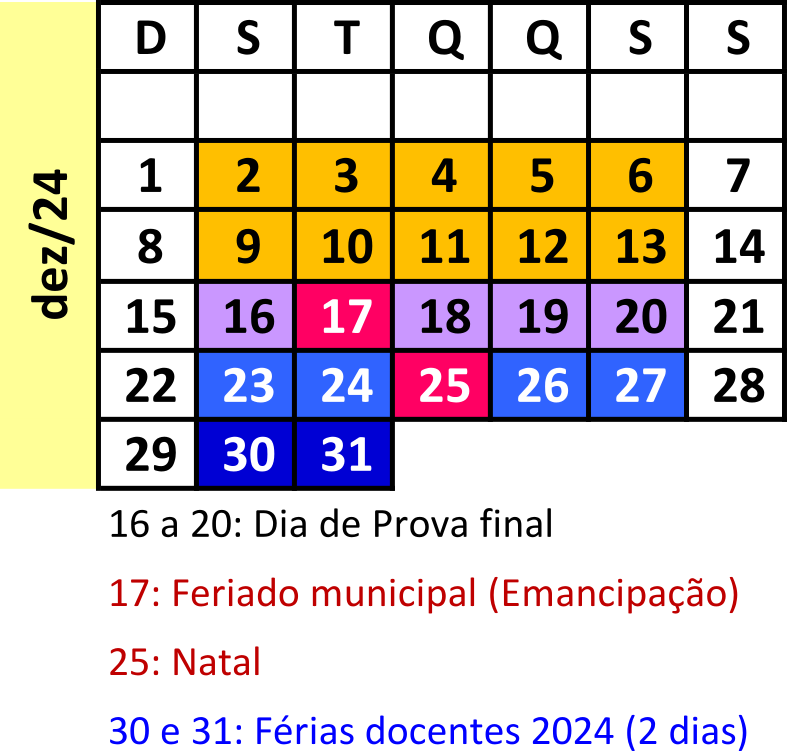 dez/24
D S T Q Q S S
1 2 3 4 5 6 7
8 9 10 11 12 13 14
15 16 17 18 19 20 21
22 23 24 25 26 27 28
29 30 31
16 a 20: Dia de Prova final
17: Feriado municipal (Emancipação)
25: Natal
30 e 31: Férias docentes 2024 (2 dias)